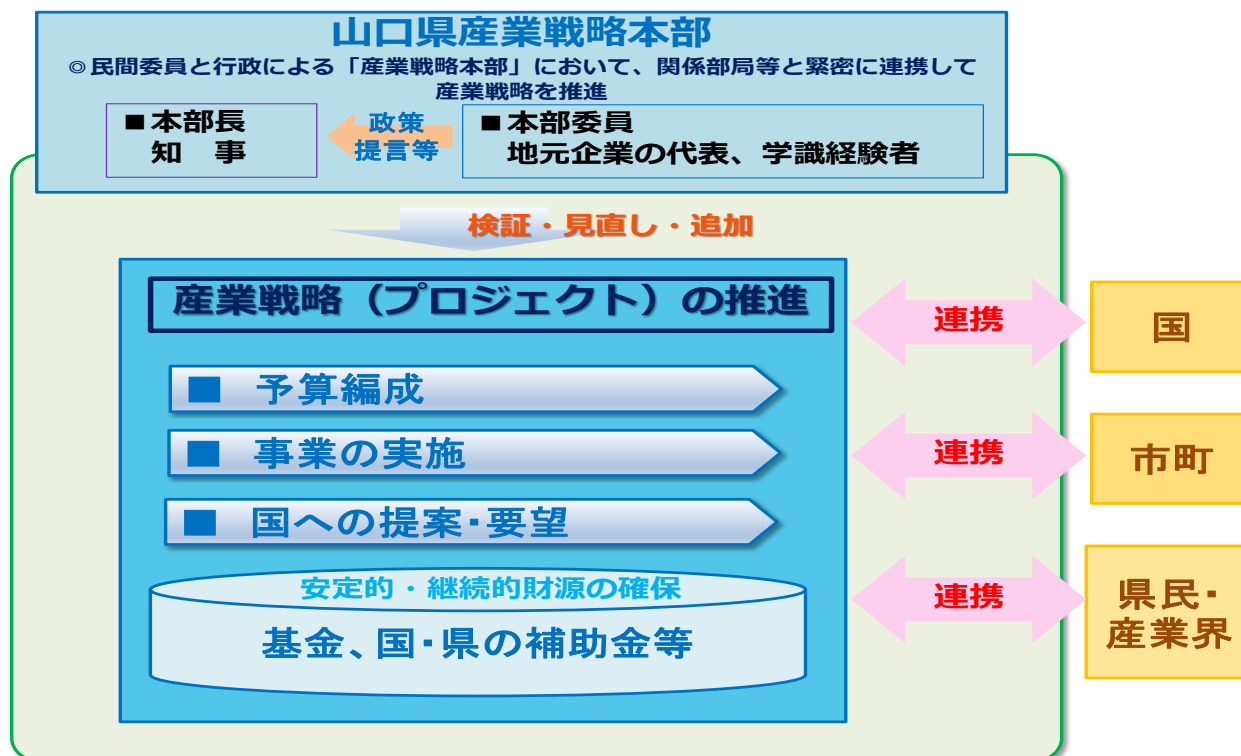 山口県産業戦略本部
◎民間委員と行政による「産業戦略本部」において、関係部局等と緊密に連携して
産業戦略を推進
■本部長
知　事
政策
提言等
■本部委員
地元企業の代表、学識経験者
検証・見直し・追加
産業戦略（プロジェクト）の推進
■ 予算編成
■ 事業の実施
■ 国への提案・要望
安定的・継続的財源の確保
基金、国・県の補助金等
連携
国
連携
市町
連携
県民・
産業界